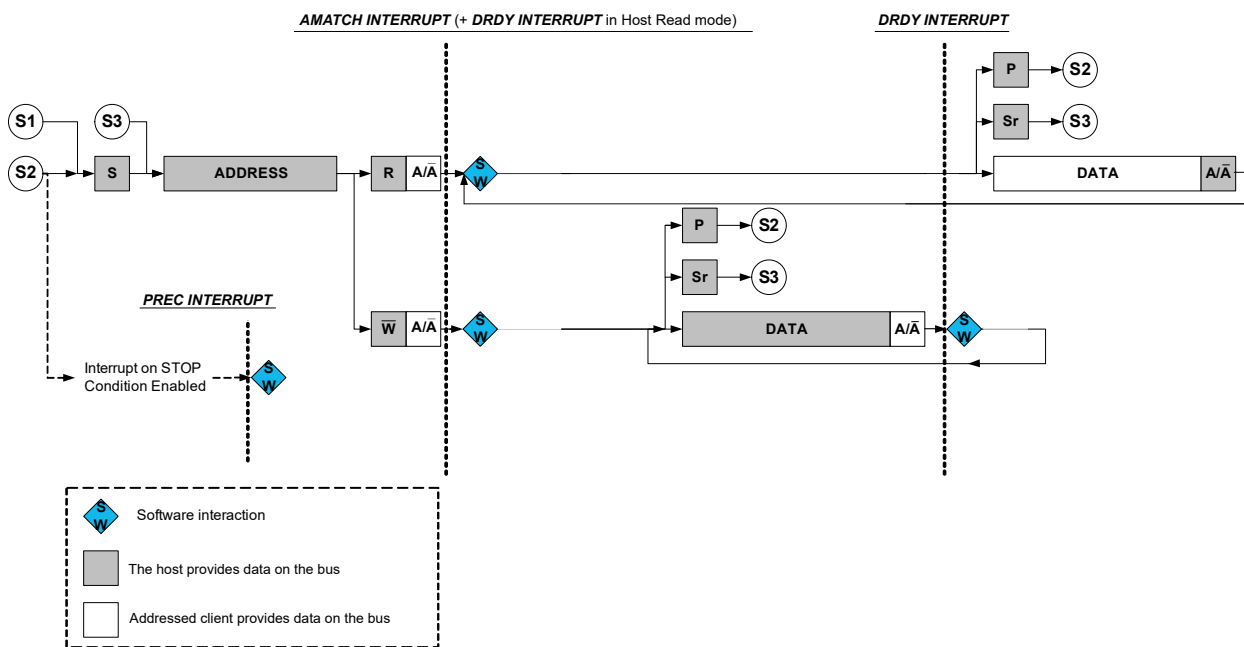 AMATCH INTERRUPT (+ DRDY INTERRUPT in Host Read mode)
DRDY INTERRUPT
P
S2
S1
S3
Sr
S3
S2
S
ADDRESS
R
A/A̅
S
W
DATA
A/A̅
P
S2
Sr
S3
PREC INTERRUPT
W̅
A/A̅
S
W
DATA
A/A̅
S
W
Interrupt on STOP
Condition Enabled
S
W
S
W
Software interaction
The host provides data on the bus
Addressed client provides data on the bus